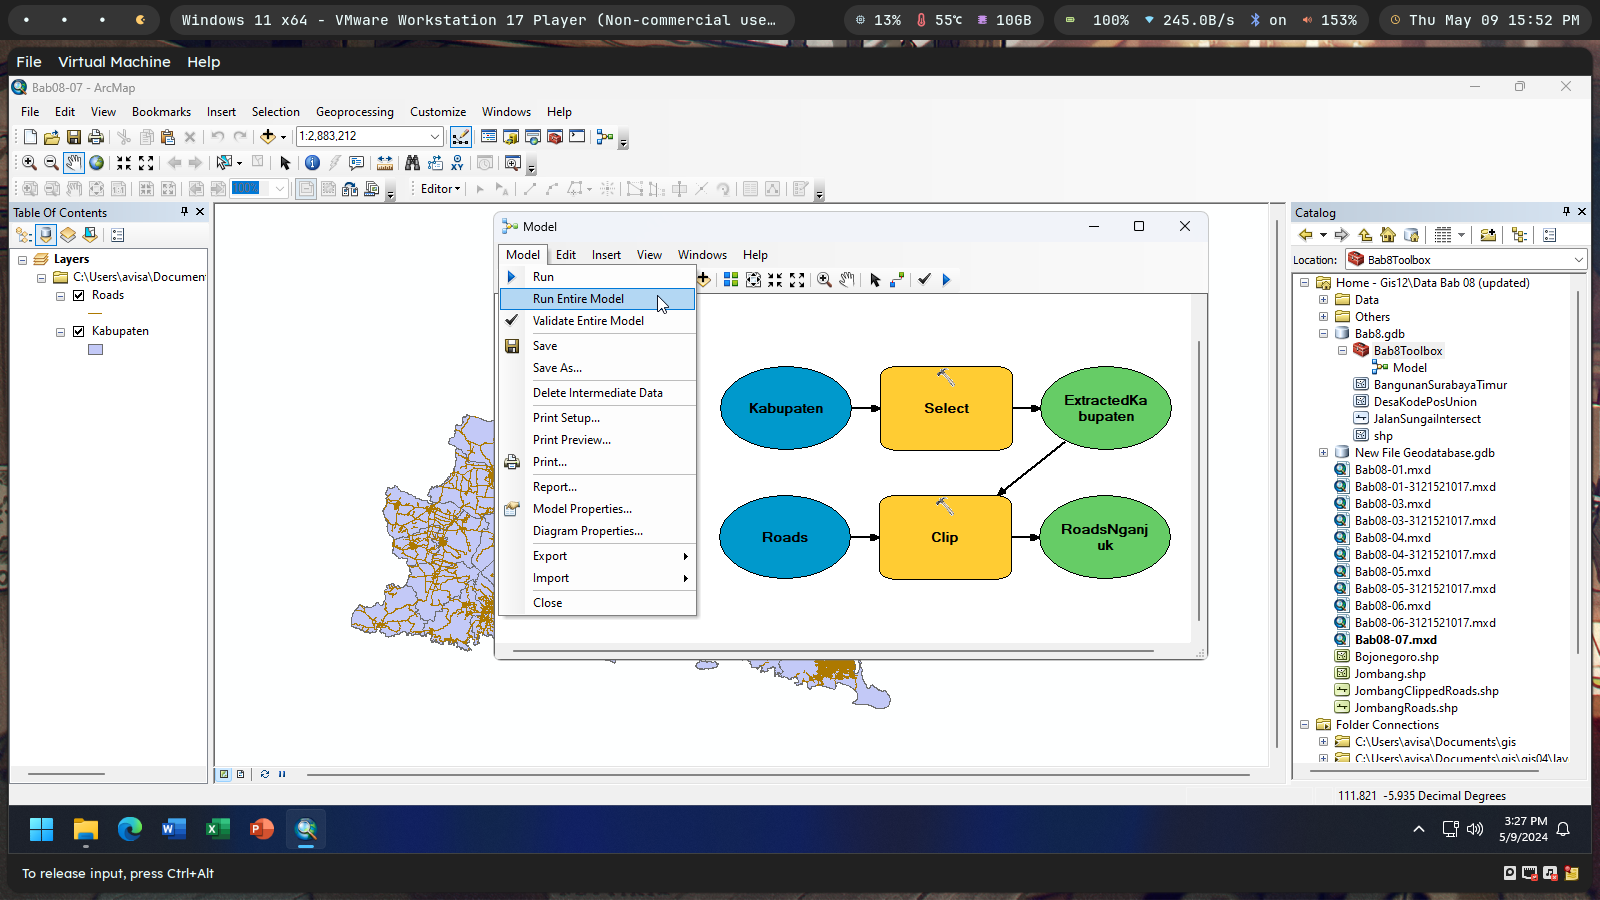 Windows 11 x64 - VMware Workstation 17 Player (Non-commercial use…
13%
55℃
10GB
100%
245.0B/s
on
153%
Thu May 09 15:52 PM
File Virtual Machine Help
Bab08-07 - ArcMap
File Edit View Bookmarks Insert Selection Geoprocessing Customize Windows Help
1:2,883,212
100%
Editor
Table Of Contents
Layers
C:\Users\avisa\Documen
Roads
Kabupaten
Model
Model Edit Insert View Windows Help
Run
Run Entire Model
Validate Entire Model
Save
Save As...
Delete Intermediate Data
Print Setup...
Print Preview...
Print...
Report...
Model Properties...
Diagram Properties...
Export
Import
Close
Kabupaten
Select
ExtractedKa
bupaten
Roads
Clip
RoadsNganj
uk
Catalog
Location:
Bab8Toolbox
Home - Gis12\Data Bab 08 (updated)
Data
Others
Bab8.gdb
Bab8Toolbox
Model
BangunanSurabayaTimur
DesaKodePosUnion
JalanSungaiIntersect
shp
New File Geodatabase.gdb
Bab08-01.mxd
Bab08-01-3121521017.mxd
Bab08-03.mxd
Bab08-03-3121521017.mxd
Bab08-04.mxd
Bab08-04-3121521017.mxd
Bab08-05.mxd
Bab08-05-3121521017.mxd
Bab08-06.mxd
Bab08-06-3121521017.mxd
Bab08-07.mxd
Bojonegoro.shp
Jombang.shp
JombangClippedRoads.shp
JombangRoads.shp
Folder Connections
C:\Users\avisa\Documents\gis
C:\Users\avisa\Documents\gis\gis04\lay
111.821 -5.935 Decimal Degrees
3:27 PM
5/9/2024
To release input, press Ctrl+Alt